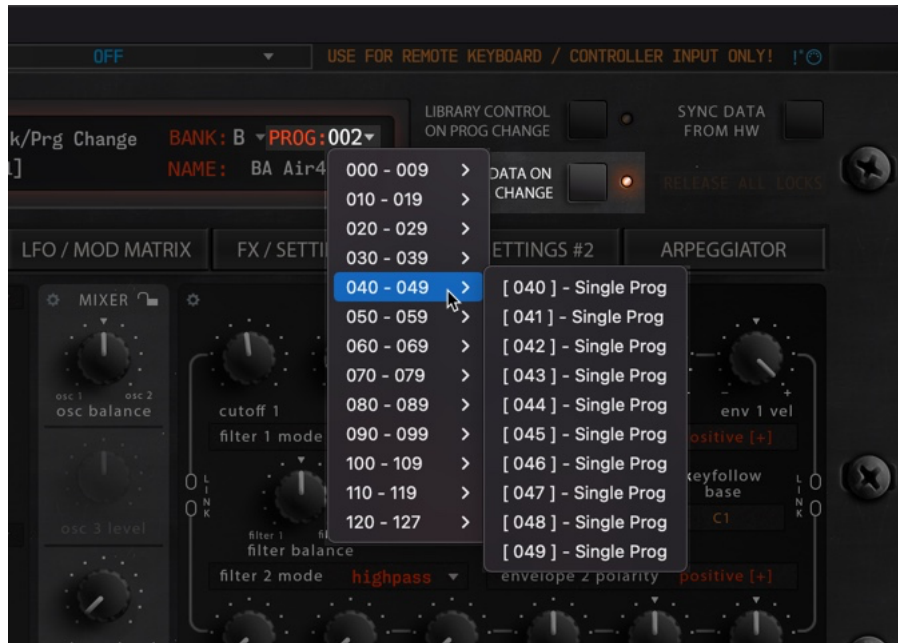 OFF
USE FOR REMOTE KEYBOARD / CONTROLLER INPUT ONLY!
k/Prg Change
BANK: B
PROG:002
]
NAME: BA Air4
LIBRARY CONTROL
ON PROG CHANGE
SYNC DATA
FROM HW
DATA ON
CHANGE
RELEASE ALL LOCKS
LFO / MOD MATRIX
FX / SETTI
ETTINGS #2
ARPEGGIATOR
000 - 009
010 - 019
020 - 029
030 - 039
040 - 049
050 - 059
060 - 069
070 - 079
080 - 089
090 - 099
100 - 109
110 - 119
120 - 127
[ 040 ] - Single Prog
[ 041 ] - Single Prog
[ 042 ] - Single Prog
[ 043 ] - Single Prog
[ 044 ] - Single Prog
[ 045 ] - Single Prog
[ 046 ] - Single Prog
[ 047 ] - Single Prog
[ 048 ] - Single Prog
[ 049 ] - Single Prog
MIXER
osc 1
osc 2
osc balance
osc 3 level
cutoff 1
filter 1 mode
LINK
filter 1
filter balance
filter 2 mode
highpass
- +
env 1 vel
positive [+]
keyfollow
base
C1
LINK
envelope 2 polarity
positive [+]